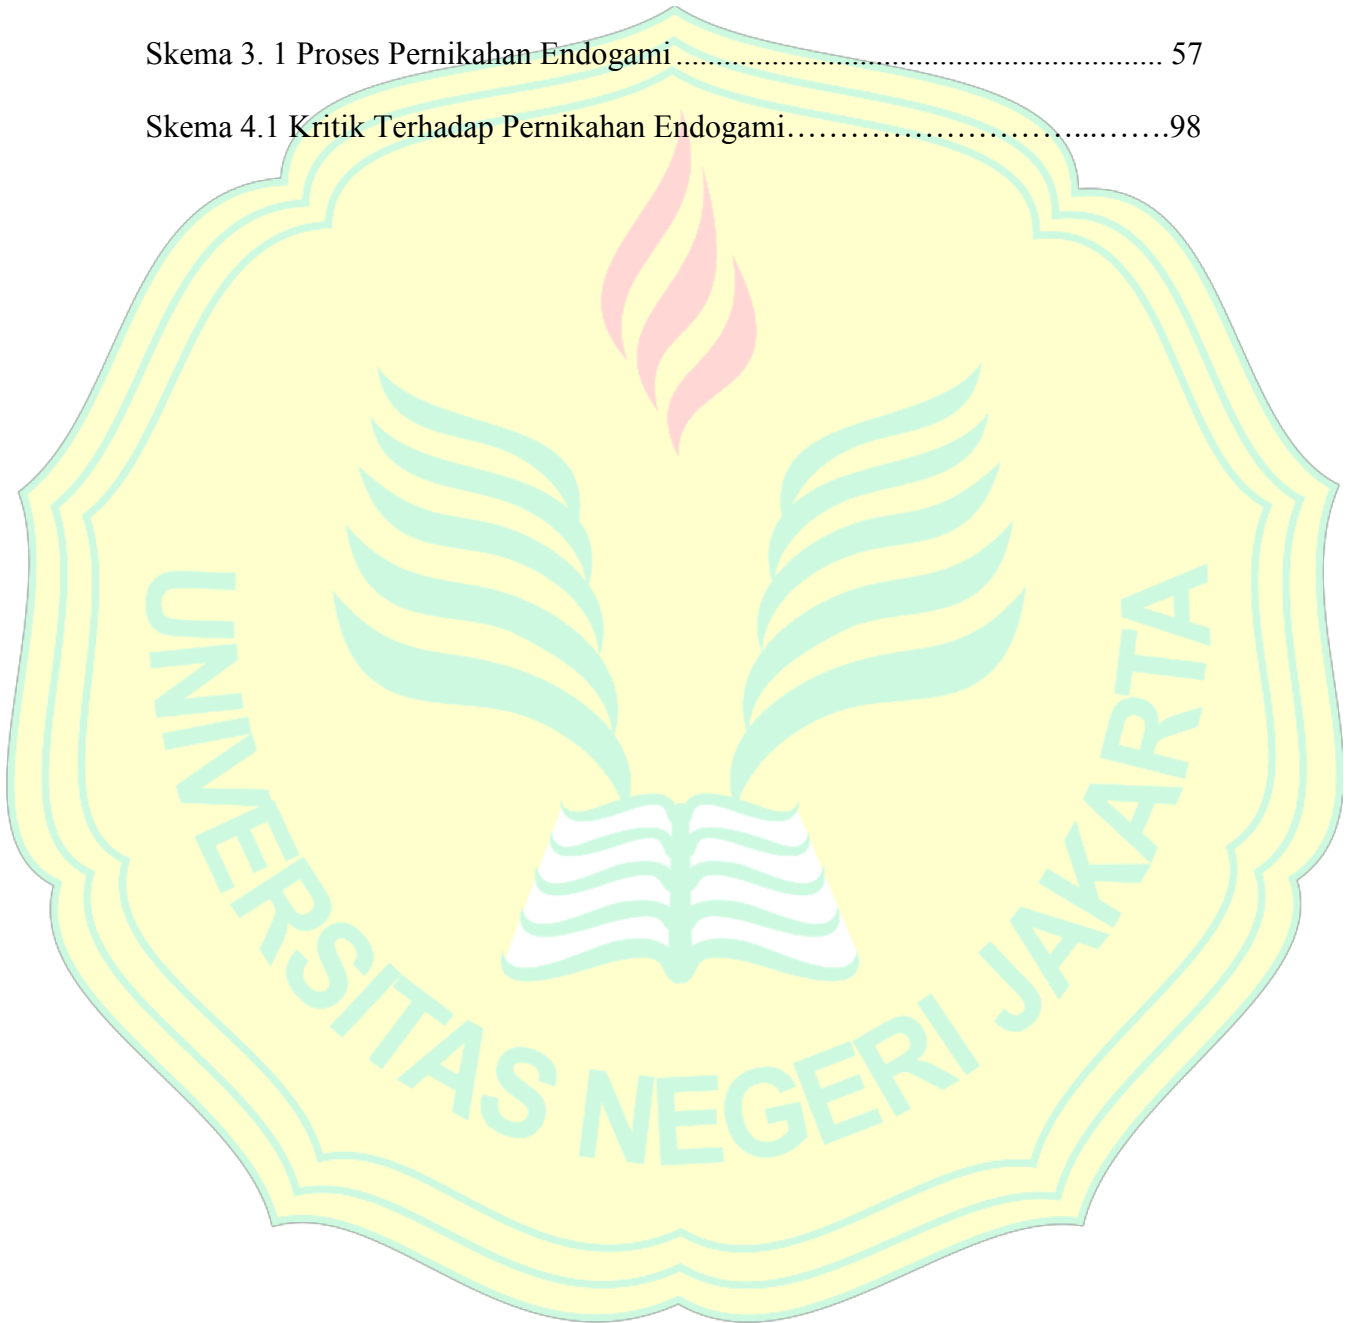 Skema 3. 1 Proses Pernikahan Endogami ............................................................. 57
Skema 4.1 Kritik Terhadap Pernikahan Endogami…………………………...…….98
UNIVERSITAS NEGERI JAKARTA